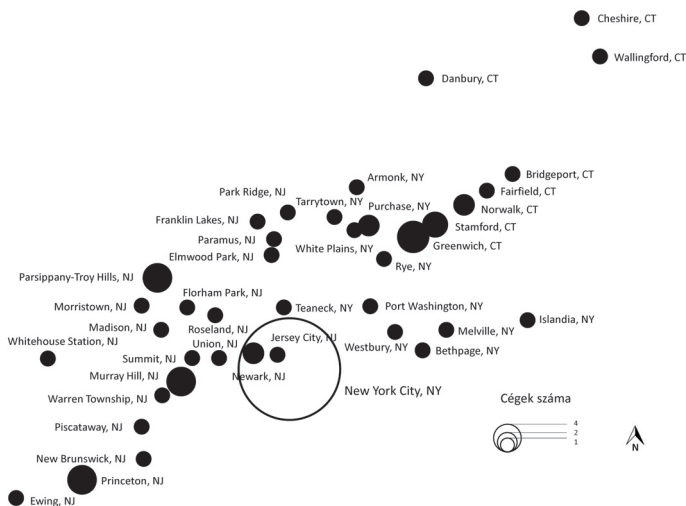 Cheshire, CT
Wallingford, CT
Danbury, CT
Bridgeport, CT
Armonk, NY
Fairfield, CT
Park Ridge, NJ
Tarrytown, NY
Purchase, NY
Norwalk, CT
Franklin Lakes, NJ
Stamford, CT
Paramus, NJ
White Plains, NY
Greenwich, CT
Elmwood Park, NJ
Rye, NY
Parsippany-Troy Hills, NJ
Florham Park, NJ
Morristown, NJ
Teaneck, NY
Port Washington, NY
Islandia, NY
Madison, NJ
Roseland, NJ
Melville, NY
Whitehouse Station, NJ
Union, NJ
Jersey City, NJ
Westbury, NY
Bethpage, NY
Summit, NJ
Murray Hill, NJ
Newark, NJ
New York City, NY
Warren Township, NJ
Cégek száma
4
2
1
N
Piscataway, NJ
New Brunswick, NJ
Princeton, NJ
Ewing, NJ